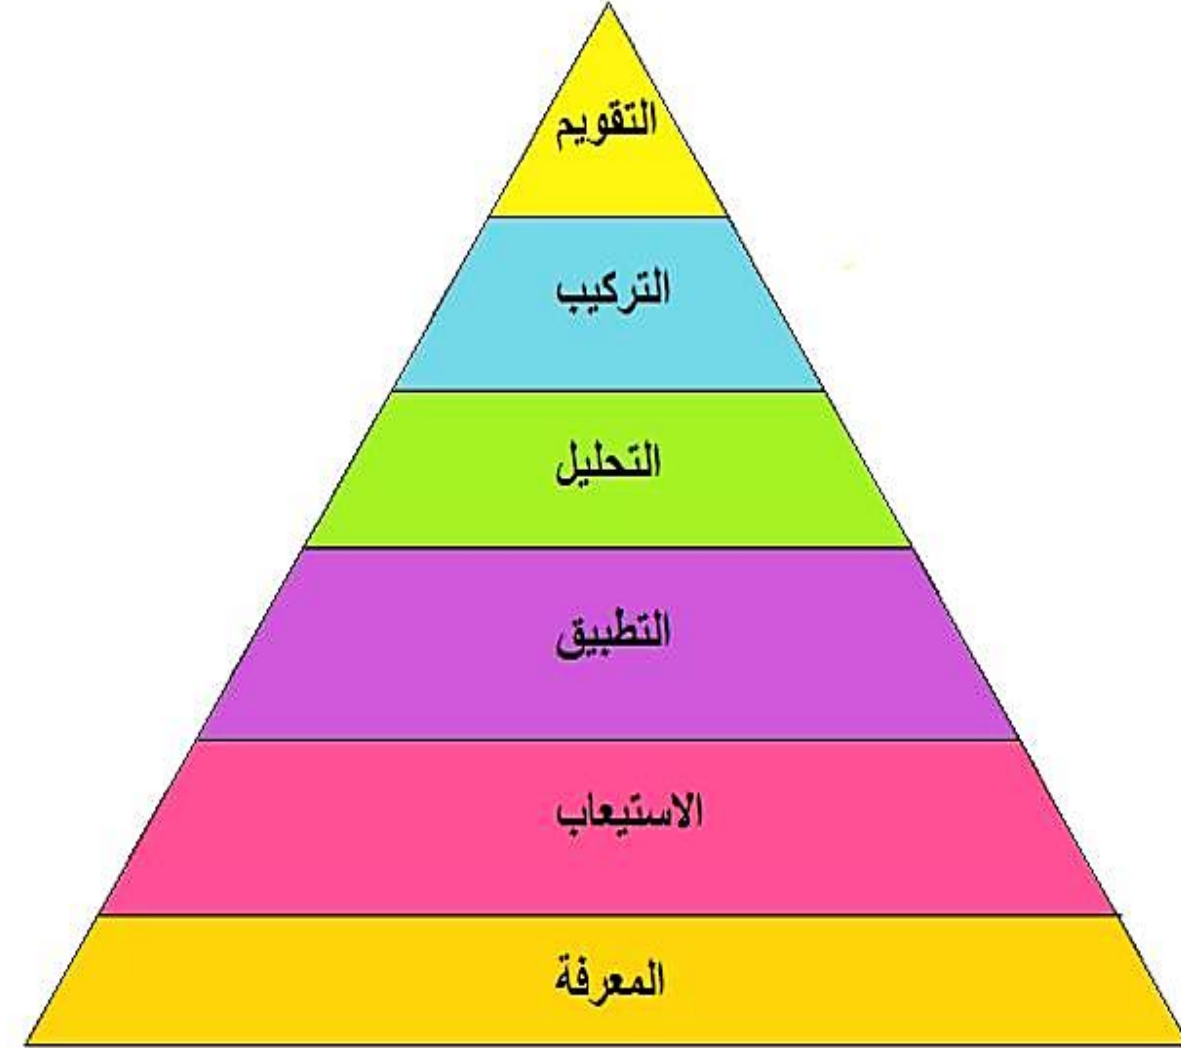 التقويم
التركيب
التحليل
التطبيق
الاستيعاب
المعرفة